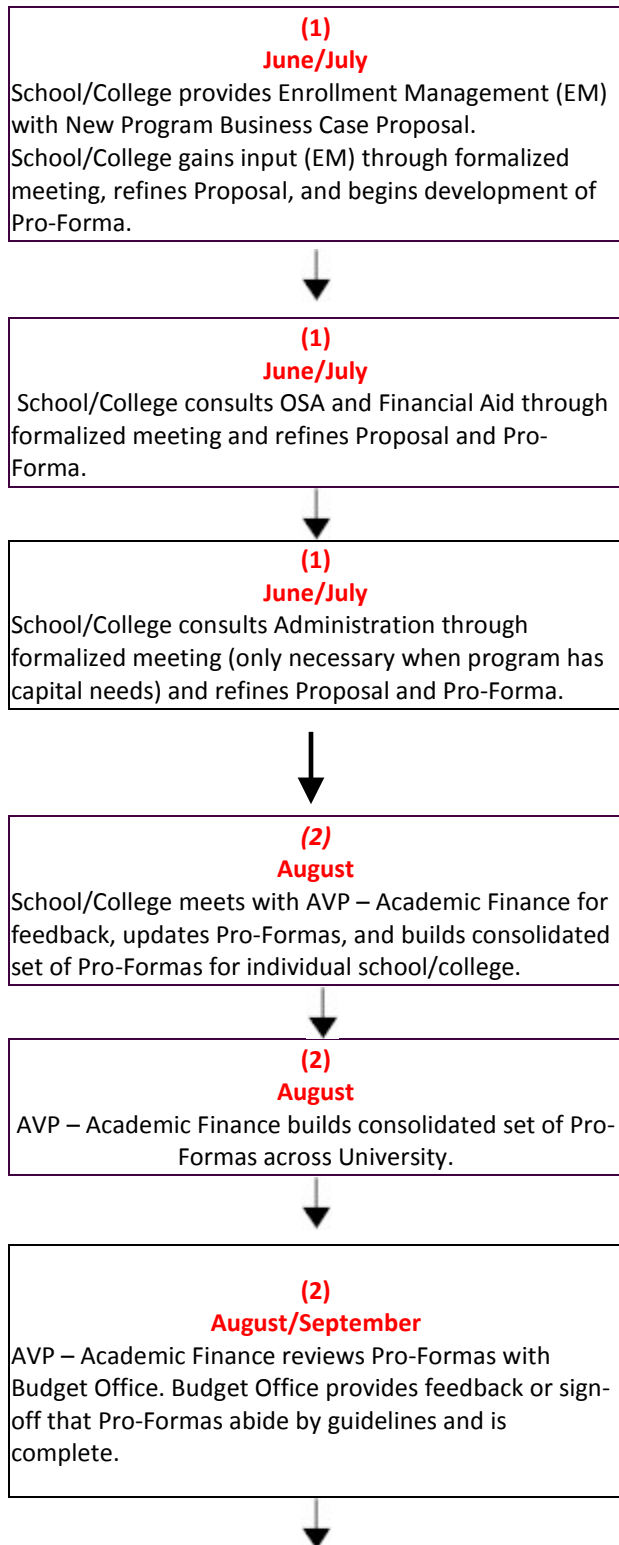 (1)
June/July
School/College provides Enrollment Management (EM)
with New Program Business Case Proposal.
School/College gains input (EM) through formalized
meeting, refines Proposal, and begins development of
Pro-Forma.
(1)
June/July
School/College consults OSA and Financial Aid through
formalized meeting and refines Proposal and Pro-
Forma.
(1)
June/July
School/College consults Administration through
formalized meeting (only necessary when program has
capital needs) and refines Proposal and Pro-Forma.
(2)
August
School/College meets with AVP – Academic Finance for
feedback, updates Pro-Formas, and builds consolidated
set of Pro-Formas for individual school/college.
(2)
August
AVP – Academic Finance builds consolidated set of Pro-
Formas across University.
(2)
August/September
AVP – Academic Finance reviews Pro-Formas with
Budget Office. Budget Office provides feedback or sign-
off that Pro-Formas abide by guidelines and is
complete.